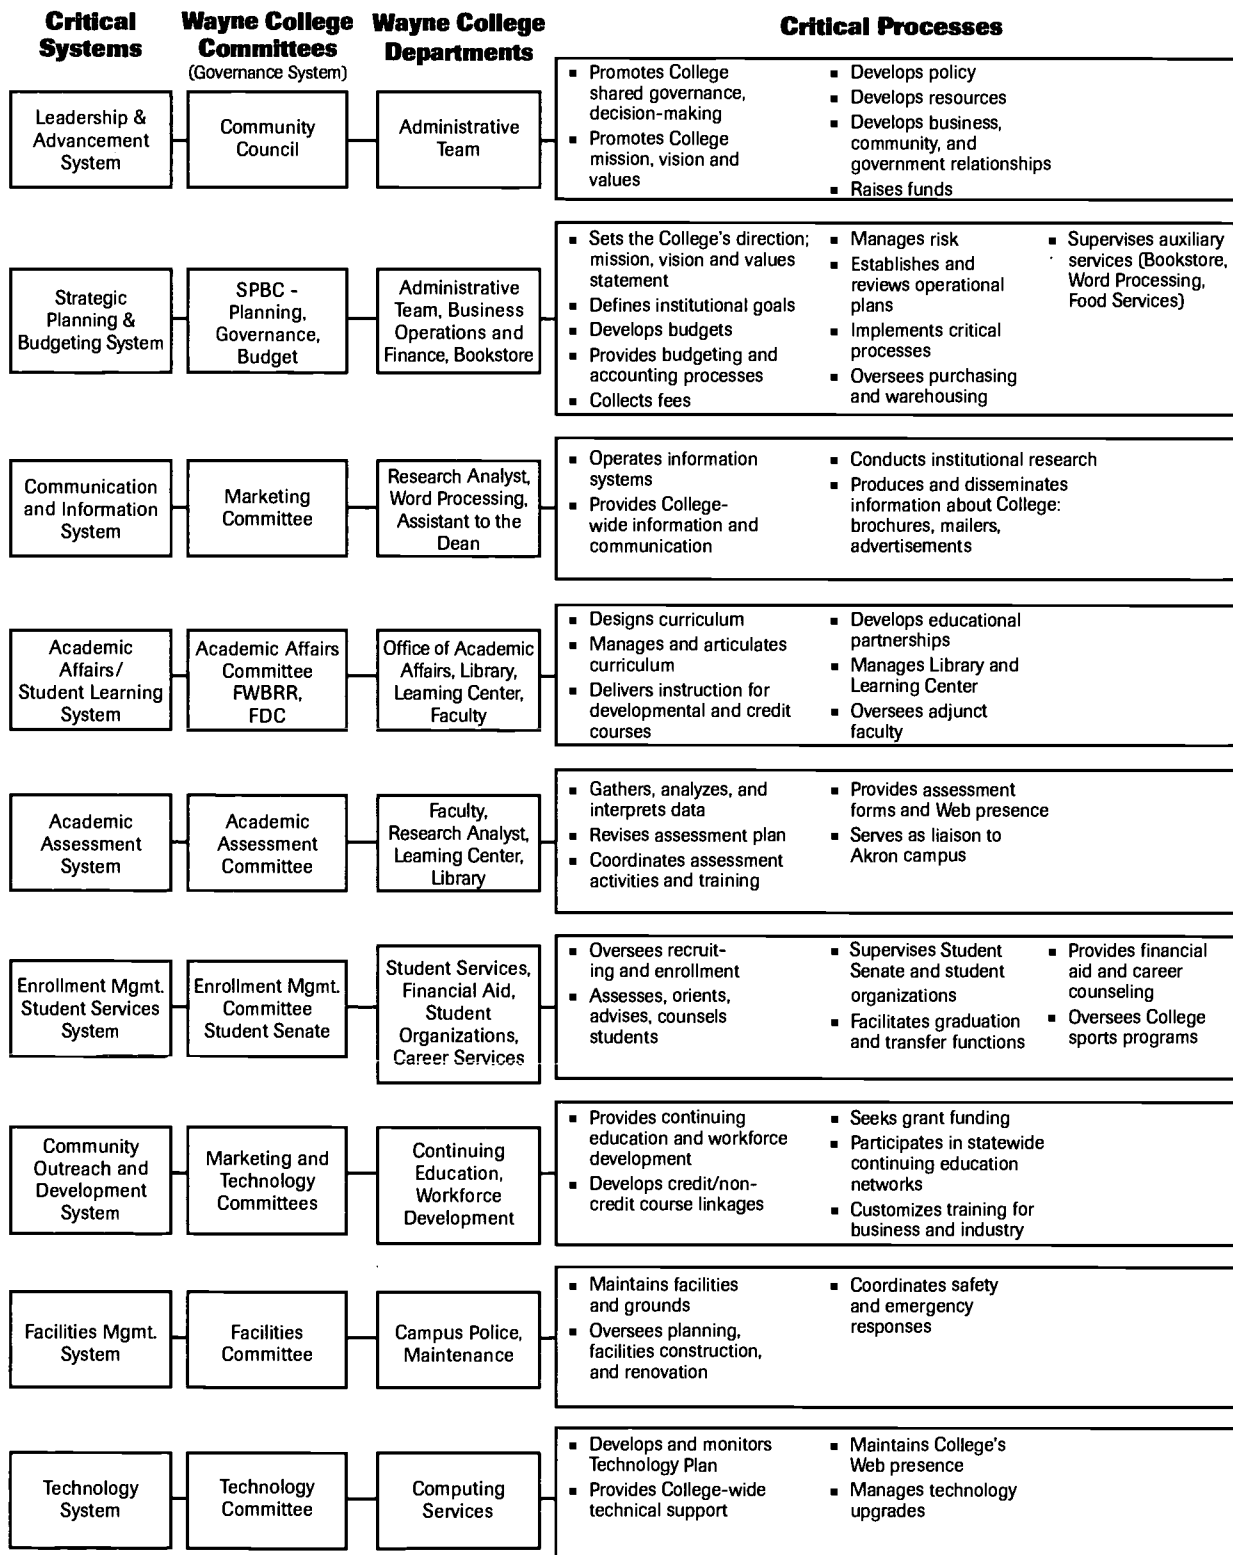 Critical
Systems
Wayne College
Committees
(Governance System)
Wayne College
Departments
Critical Processes
Leadership &
Advancement
System
Community
Council
Administrative
Team
▪ Promotes College
shared governance,
decision-making
▪ Promotes College
mission, vision and
values
▪ Develops policy
▪ Develops resources
▪ Develops business,
community, and
government relationships
▪ Raises funds
Strategic
Planning &
Budgeting System
SPBC -
Planning,
Governance,
Budget
Administrative
Team, Business
Operations and
Finance, Bookstore
▪ Sets the College's direction;
mission, vision and values
statement
▪ Defines institutional goals
▪ Develops budgets
▪ Provides budgeting and
accounting processes
▪ Collects fees
▪ Manages risk
▪ Establishes and
reviews operational
plans
▪ Implements critical
processes
▪ Oversees purchasing
and warehousing
▪ Supervises auxiliary
services (Bookstore,
Word Processing,
Food Services)
Communication
and Information
System
Marketing
Committee
Research Analyst,
Word Processing,
Assistant to the
Dean
▪ Operates information
systems
▪ Provides College-
wide information and
communication
▪ Conducts institutional research
▪ Produces and disseminates
information about College:
brochures, mailers,
advertisements
Academic
Affairs/
Student Learning
System
Academic Affairs
Committee
FWBRR,
FDC
Office of Academic
Affairs, Library,
Learning Center,
Faculty
▪ Designs curriculum
▪ Manages and articulates
curriculum
▪ Delivers instruction for
developmental and credit
courses
▪ Develops educational
partnerships
▪ Manages Library and
Learning Center
▪ Oversees adjunct
faculty
Academic
Assessment
System
Academic
Assessment
Committee
Faculty,
Research Analyst,
Learning Center,
Library
▪ Gathers, analyzes, and
interprets data
▪ Revises assessment plan
▪ Coordinates assessment
activities and training
▪ Provides assessment
forms and Web presence
▪ Serves as liaison to
Akron campus
Enrollment Mgmt.
Student Services
System
Enrollment Mgmt.
Committee
Student Senate
Student Services,
Financial Aid,
Student
Organizations,
Career Services
▪ Oversees recruit-
ing and enrollment
▪ Assesses, orients,
advises, counsels
students
▪ Supervises Student
Senate and student
organizations
▪ Facilitates graduation
and transfer functions
▪ Provides financial
aid and career
counseling
▪ Oversees College
sports programs
Community
Outreach and
Development
System
Marketing and
Technology
Committees
Continuing
Education,
Workforce
Development
▪ Provides continuing
education and workforce
development
▪ Develops credit/non-
credit course linkages
▪ Seeks grant funding
▪ Participates in statewide
continuing education
networks
▪ Customizes training for
business and industry
Facilities Mgmt.
System
Facilities
Committee
Campus Police,
Maintenance
▪ Maintains facilities
and grounds
▪ Oversees planning,
facilities construction,
and renovation
▪ Coordinates safety
and emergency
responses
Technology
System
Technology
Committee
Computing
Services
▪ Develops and monitors
Technology Plan
▪ Provides College-wide
technical support
▪ Maintains College's
Web presence
▪ Manages technology
upgrades